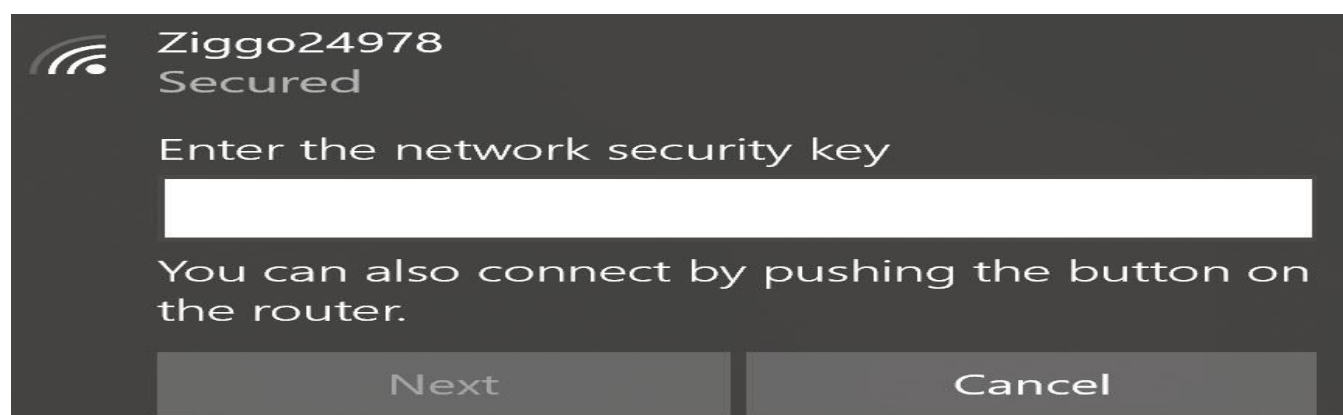 Ziggo24978
Secured
Enter the network security key
You can also connect by pushing the button on
the router.
Next
Cancel